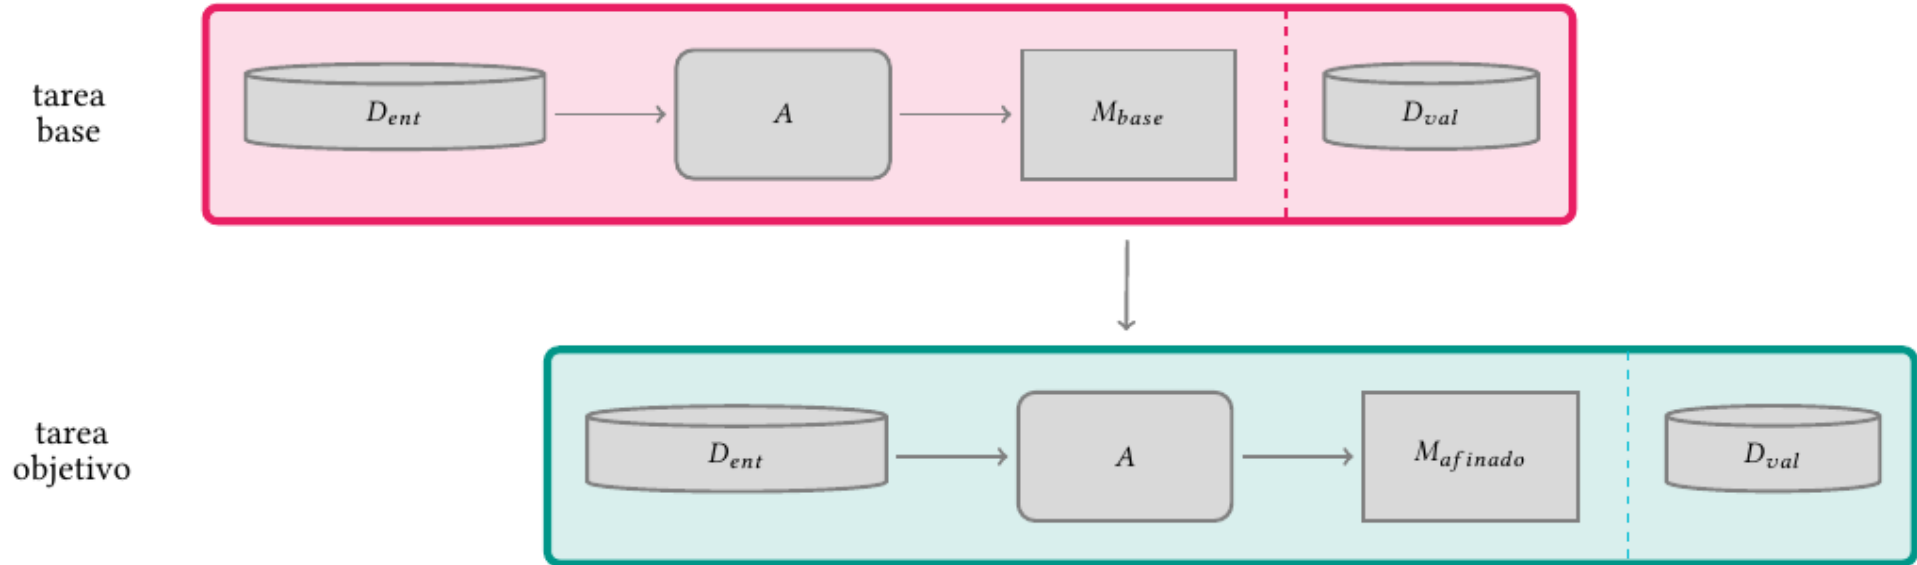 tarea
base
D_ent
A
M_base
D_val
tarea
objetivo
D_ent
A
M_afinado
D_val